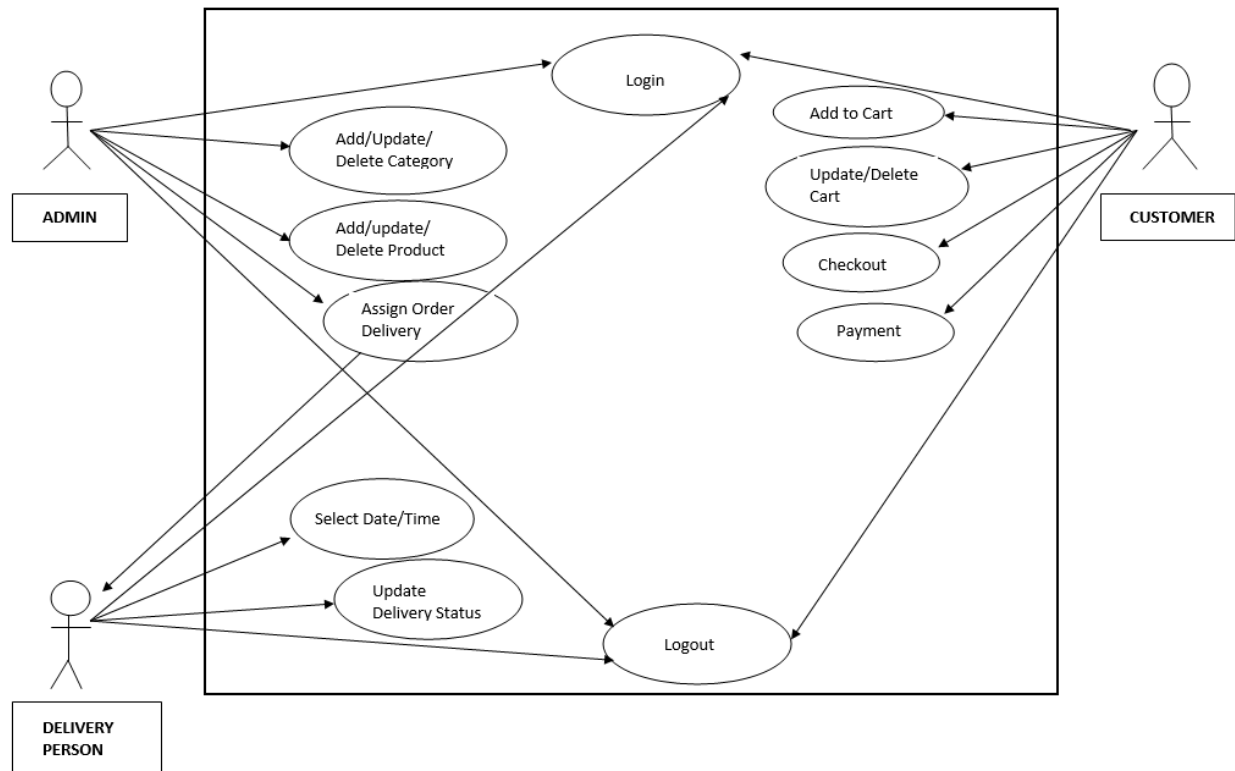 Login
Add to Cart
Add/Update/
Delete Category
Update/Delete
Cart
ADMIN
CUSTOMER
Add/update/
Delete Product
Checkout
Assign Order
Delivery
Payment
Select Date/Time
Update
Delivery Status
Logout
DELIVERY
PERSON